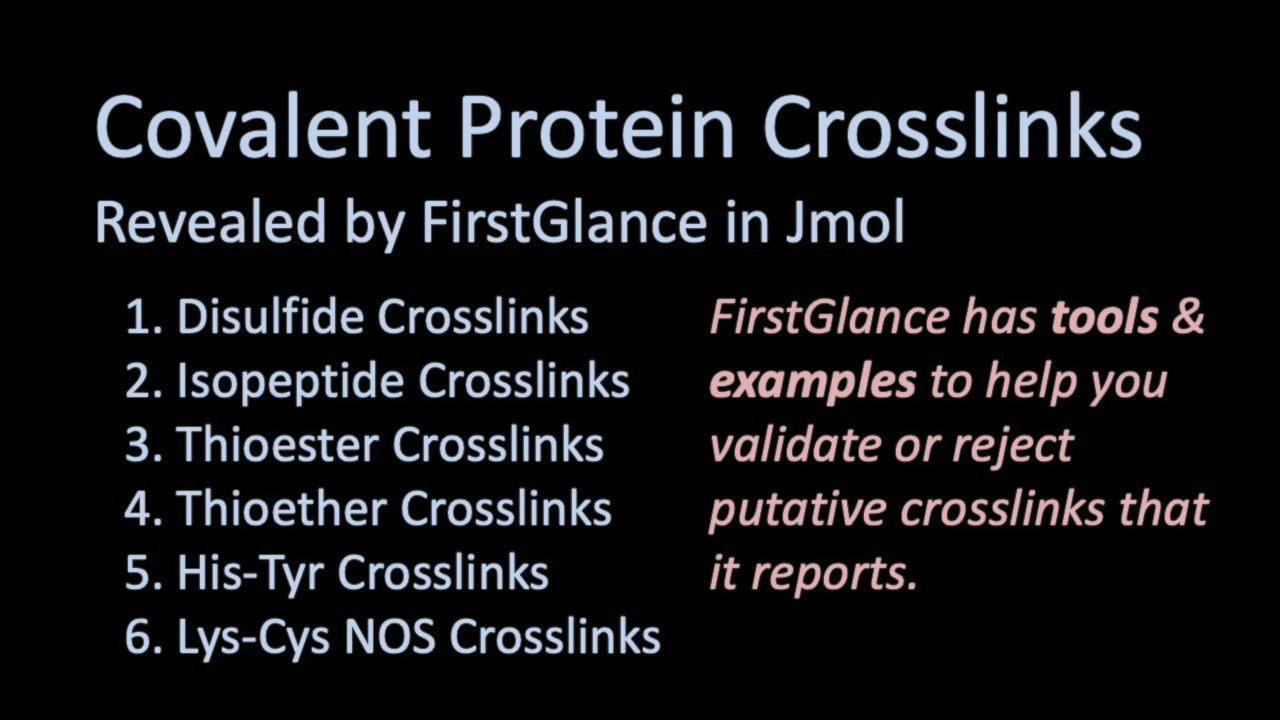 Covalent Protein Crosslinks
Revealed by FirstGlance in Jmol
1. Disulfide Crosslinks
2. Isopeptide Crosslinks
3. Thioester Crosslinks
4. Thioether Crosslinks
5. His-Tyr Crosslinks
6. Lys-Cys NOS Crosslinks
FirstGlance has tools &
examples to help you
validate or reject
putative crosslinks that
it reports.